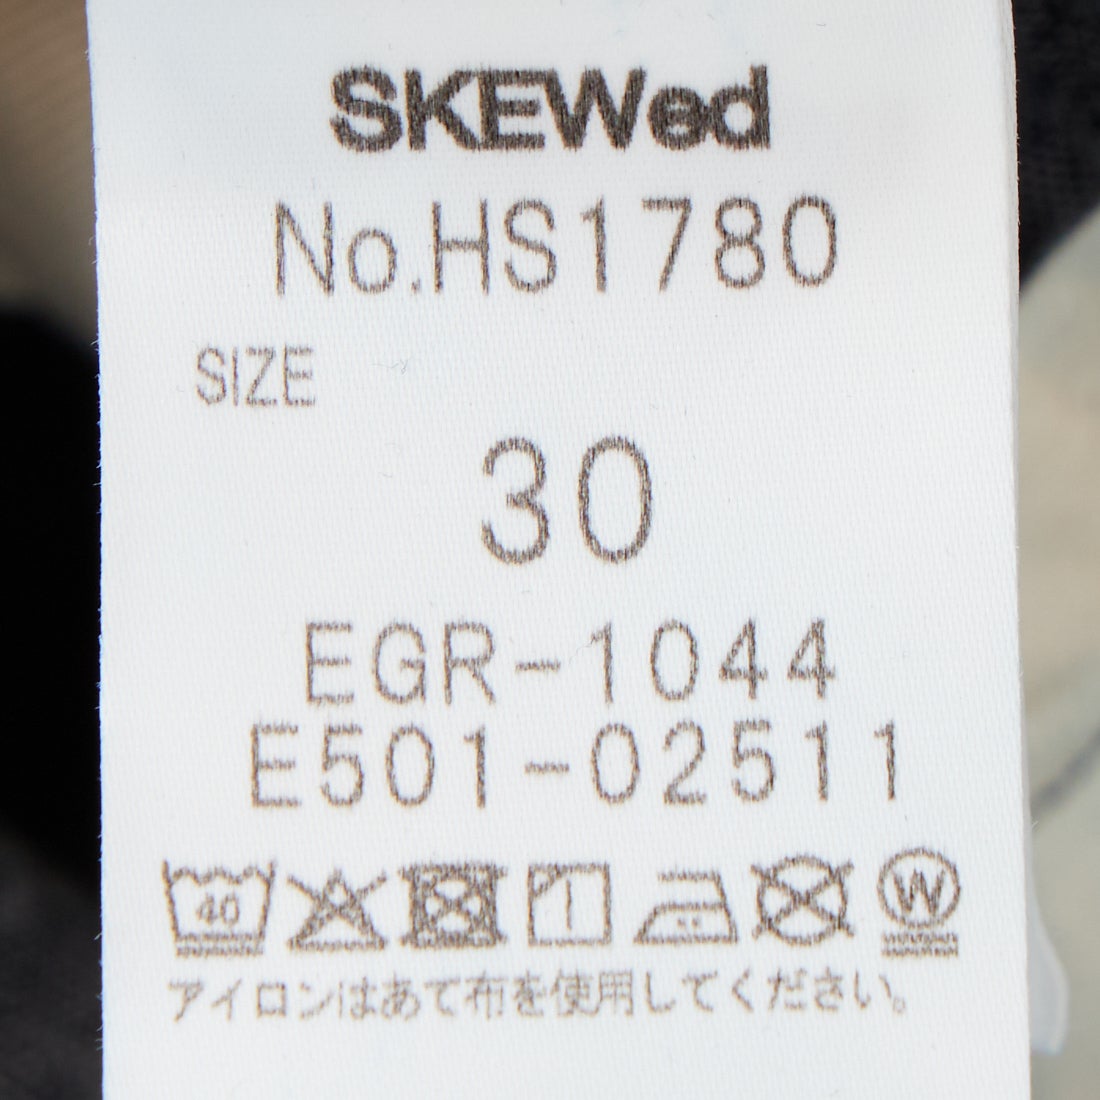 SKEWed
No.HS1780
SIZE
30
EGR-1044
E501-02511
40 W
アイロンはあて布を使用してください。